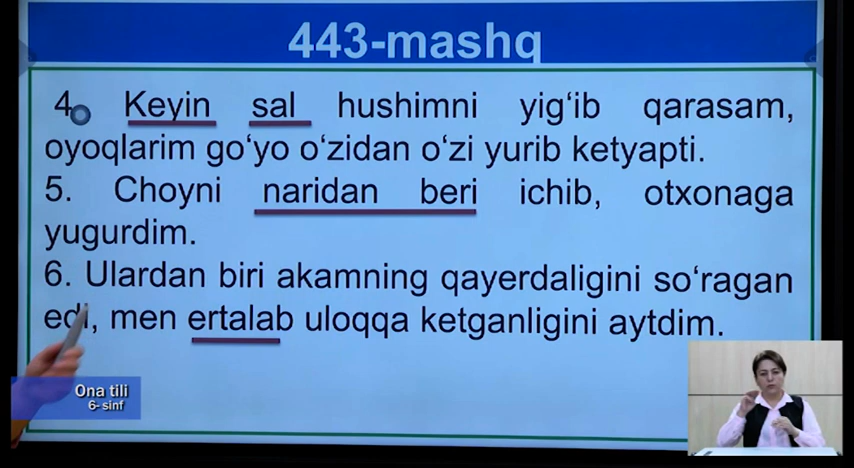 443-mashq
4. Keyin sal hushimni yig‘ib qarasam,
oyoqlarim go‘yo o‘zidan o‘zi yurib ketyapti.
5. Choyni naridan beri ichib, otxonaga
yugurdim.
6. Ulardan biri akamning qayerdaligini so‘ragan
edi, men ertalab uloqqa ketganligini aytdim.
Ona tili
6- sinf